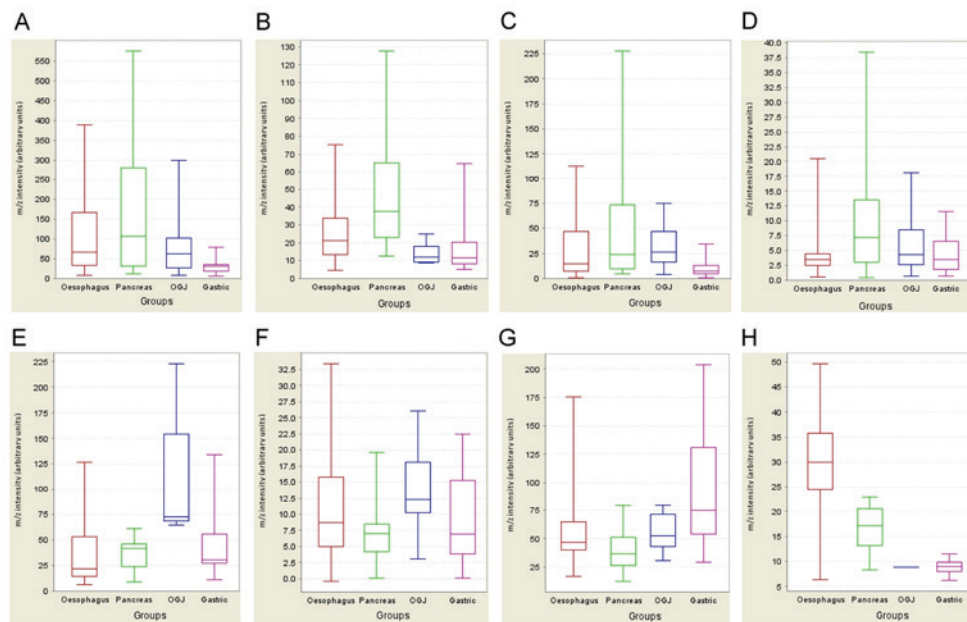 A
m/z intensity (arbitrary units)
550
500
450
400
350
300
250
200
150
100
50
0
Oesophagus Pancreas OGJ Gastric
Groups
B
m/z intensity (arbitrary units)
130
120
110
100
90
80
70
60
50
40
30
20
10
0
Oesophagus Pancreas OGJ Gastric
Groups
C
m/z intensity (arbitrary units)
225
200
175
150
125
100
75
50
25
0
Oesophagus Pancreas OGJ Gastric
Groups
D
m/z intensity (arbitrary units)
40.0
37.5
35.0
32.5
30.0
27.5
25.0
22.5
20.0
17.5
15.0
12.5
10.0
7.5
5.0
2.5
0.0
Oesophagus Pancreas OGJ Gastric
Groups
E
m/z intensity (arbitrary units)
225
200
175
150
125
100
75
50
25
0
Oesophagus Pancreas OGJ Gastric
Groups
F
m/z intensity (arbitrary units)
32.5
30.0
27.5
25.0
22.5
20.0
17.5
15.0
12.5
10.0
7.5
5.0
2.5
0.0
Oesophagus Pancreas OGJ Gastric
Groups
G
m/z intensity (arbitrary units)
200
175
150
125
100
75
50
25
Oesophagus Pancreas OGJ Gastric
Groups
H
m/z intensity (arbitrary units)
50
45
40
35
30
25
20
15
10
5
Oesophagus Pancreas OGJ Gastric
Groups